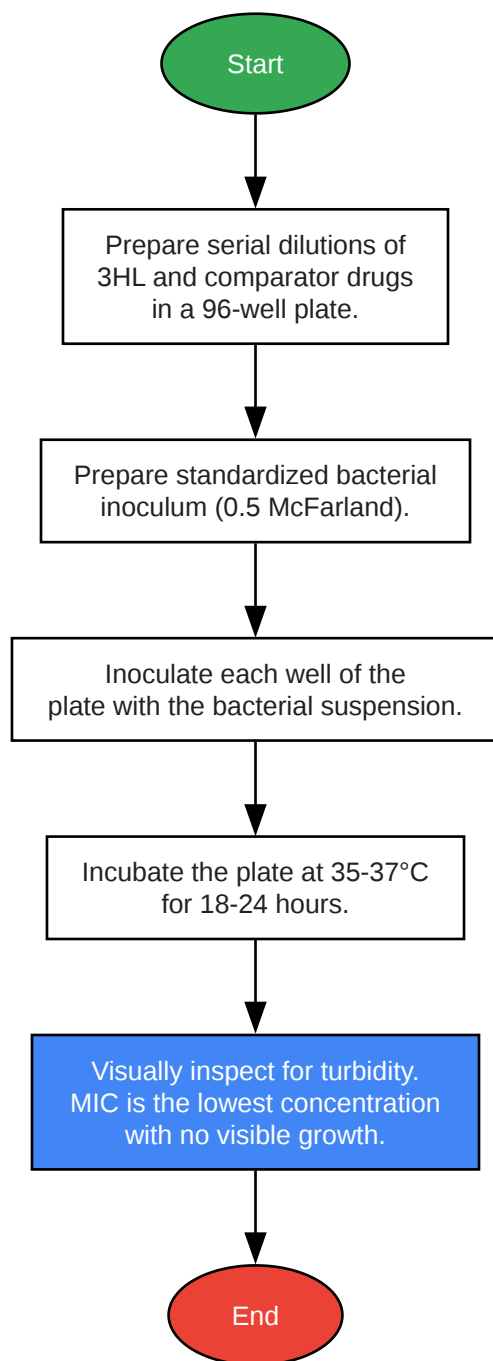 Start
Prepare serial dilutions of
3HL and comparator drugs
in a 96-well plate.
Prepare standardized bacterial
inoculum (0.5 McFarland).
Inoculate each well of the
plate with the bacterial suspension.
Incubate the plate at 35-37°C
for 18-24 hours.
Visually inspect for turbidity.
MIC is the lowest concentration
with no visible growth.
End